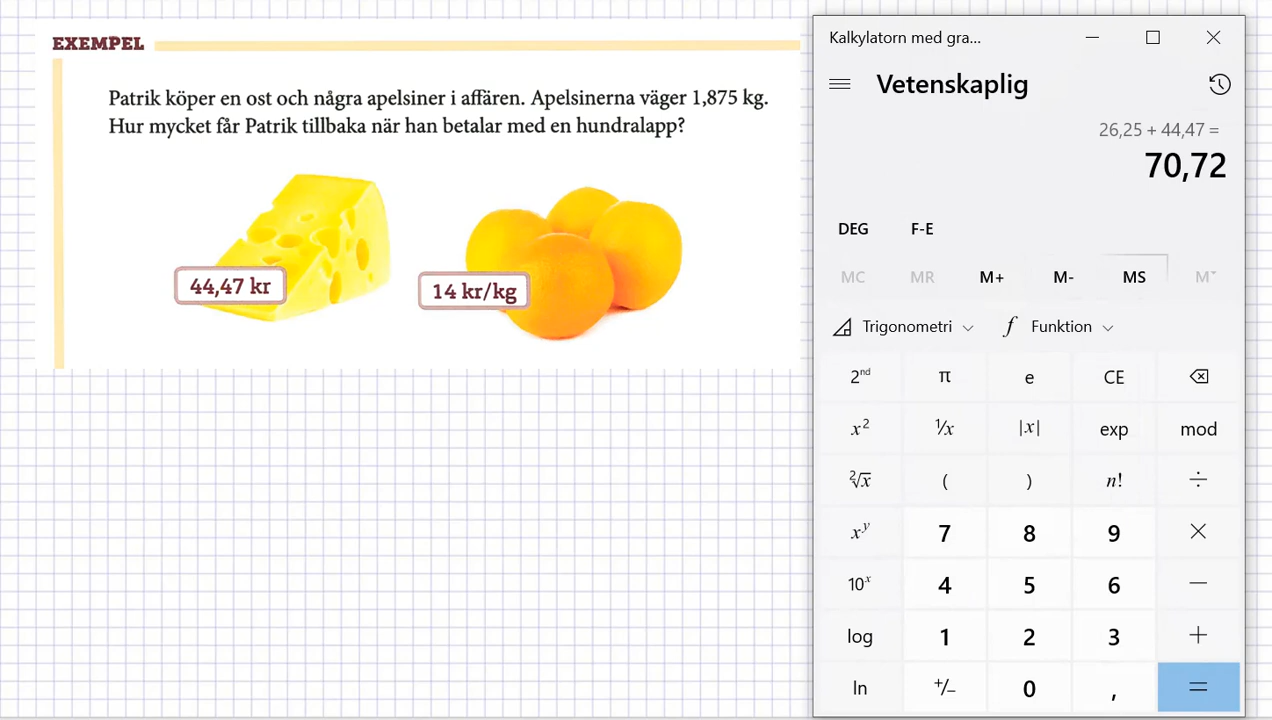 EXEMPEL
Patrik köper en ost och några apelsiner i affären. Apelsinerna väger 1,875 kg.
Hur mycket får Patrik tillbaka när han betalar med en hundralapp?
44,47 kr
14 kr/kg
Kalkylatorn med gra...
Vetenskaplig
26,25 + 44,47 =
70,72
DEG F-E
MC MR M+ M- MS M˅
Trigonometri f Funktion
2ⁿᵈ π e CE
x² ¹/x |x| exp mod
²√x ( ) n! ÷
xʸ 7 8 9 ×
10ˣ 4 5 6 −
log 1 2 3 +
ln +/− 0 , =